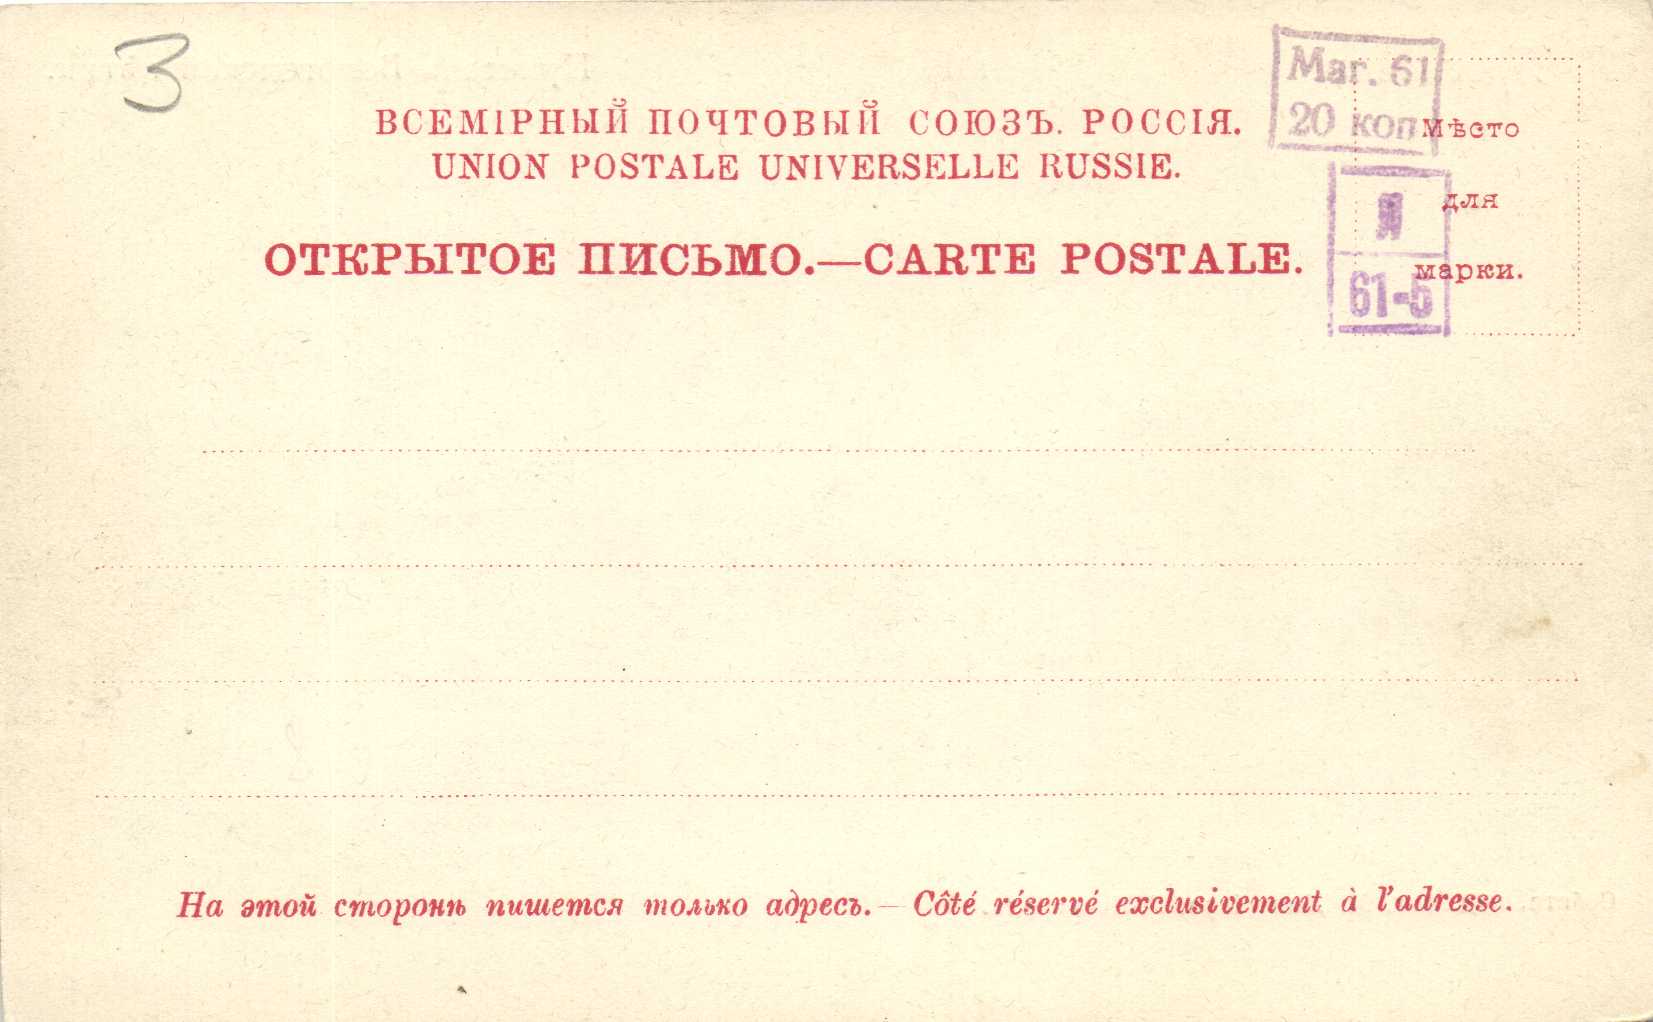 3
Маг. 61
20 коп
ВСЕМІРНЫЙ ПОЧТОВЫЙ СОЮЗЪ. РОССІЯ.
UNION POSTALE UNIVERSELLE RUSSIE.
ОТКРЫТОЕ ПИСЬМО.—CARTE POSTALE.
Мѣсто
для
марки.
61-5
На этой сторонѣ пишется только адресъ. — Côté réservé exclusivement à l'adresse.